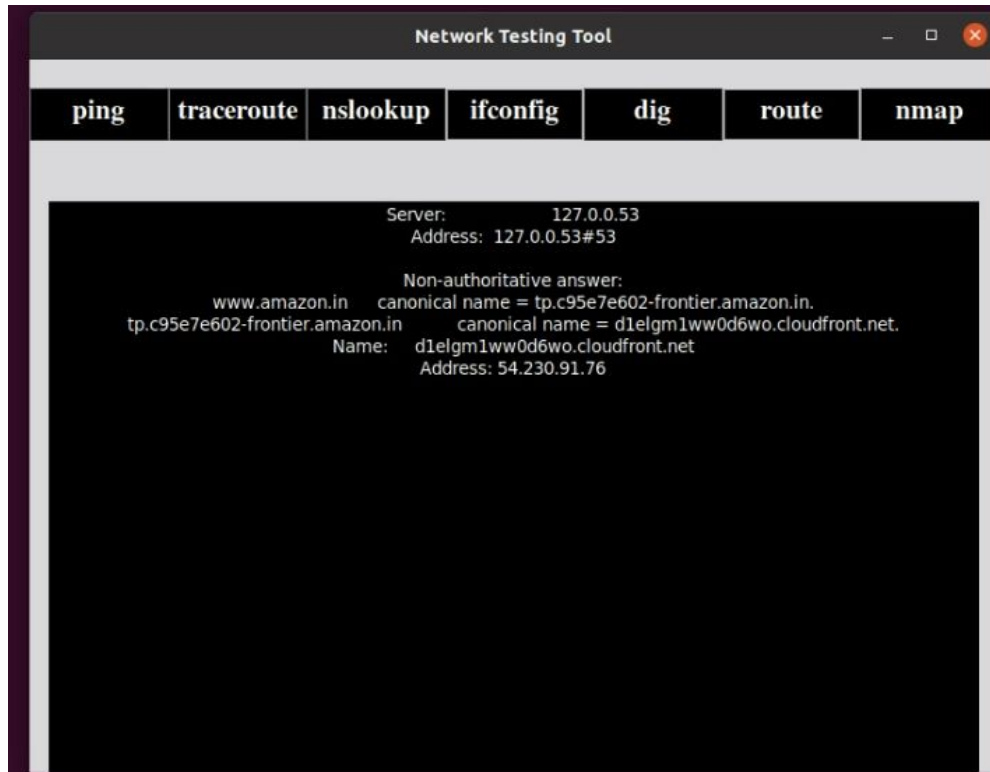 Network Testing Tool
ping traceroute nslookup ifconfig dig route nmap
Server: 127.0.0.53
Address: 127.0.0.53#53
Non-authoritative answer:
www.amazon.in canonical name = tp.c95e7e602-frontier.amazon.in.
tp.c95e7e602-frontier.amazon.in canonical name = d1elgm1ww0d6wo.cloudfront.net.
Name: d1elgm1ww0d6wo.cloudfront.net
Address: 54.230.91.76